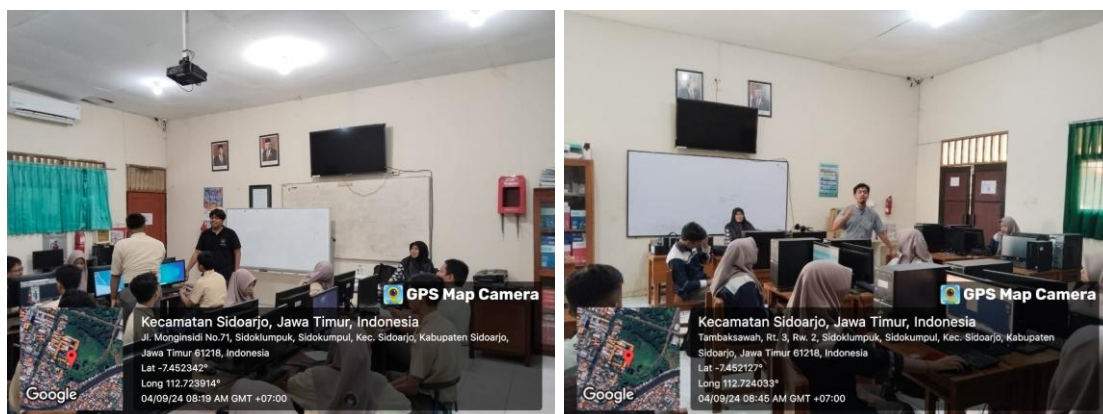 GPS Map Camera
Kecamatan Sidoarjo, Jawa Timur, Indonesia
Jl. Monginsidi No.71, Sidoklumpuk, Sidokumpul, Kec. Sidoarjo, Kabupaten Sidoarjo,
Jawa Timur 61218, Indonesia
Lat -7.452342°
Long 112.723914°
04/09/24 08:19 AM GMT +07:00
Google
GPS Map Camera
Kecamatan Sidoarjo, Jawa Timur, Indonesia
Tambaksawah, Rt. 3, Rw. 2, Sidoklumpuk, Sidokumpul, Kec. Sidoarjo, Kabupaten
Sidoarjo, Jawa Timur 61218, Indonesia
Lat -7.452127°
Long 112.724033°
04/09/24 08:45 AM GMT +07:00
Google